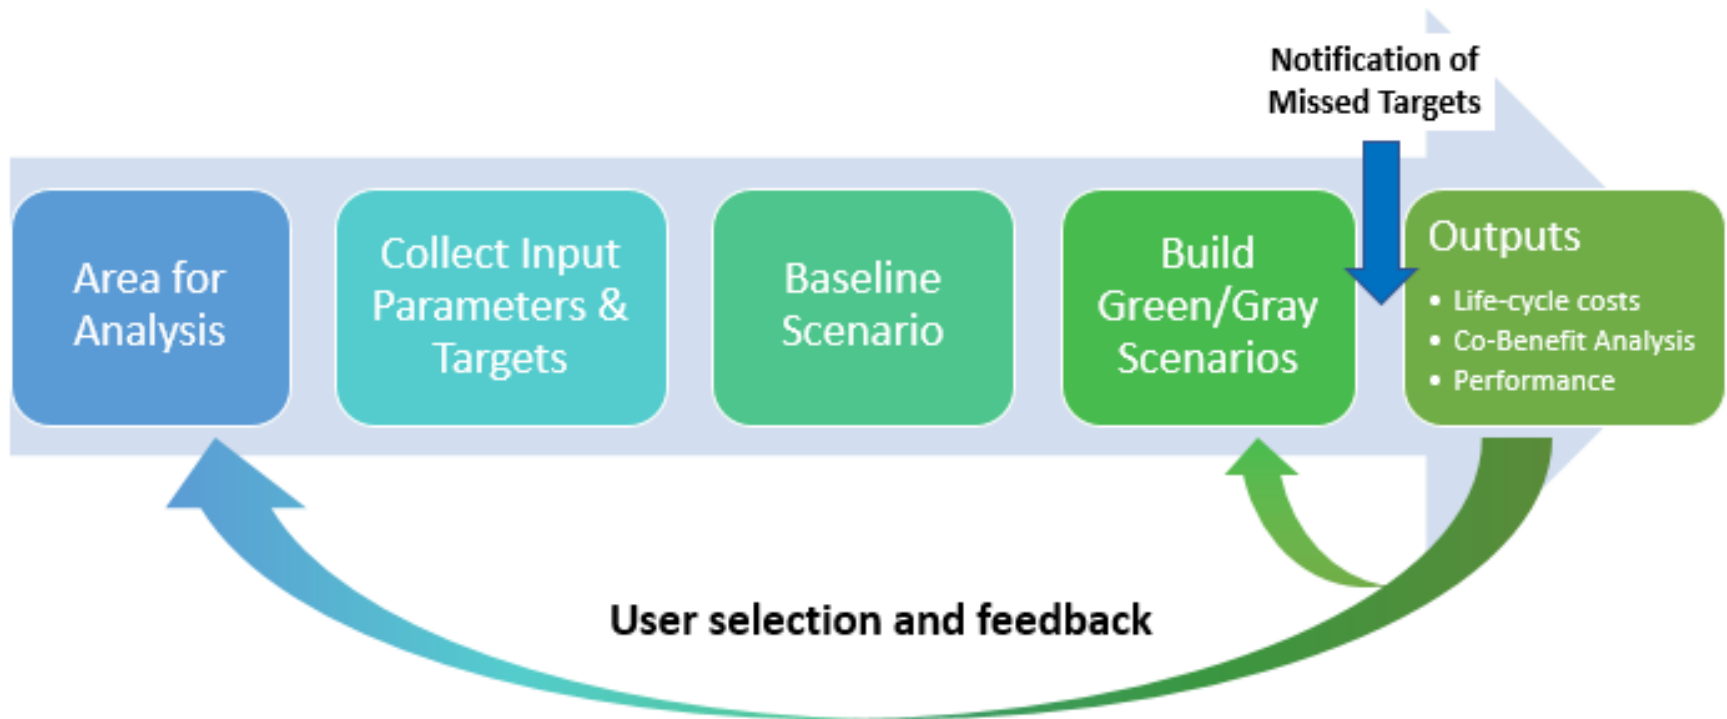 Notification of
Missed Targets
Area for
Analysis
Collect Input
Parameters &
Targets
Baseline
Scenario
Build
Green/Gray
Scenarios
Outputs
• Life-cycle costs
• Co-Benefit Analysis
• Performance
User selection and feedback